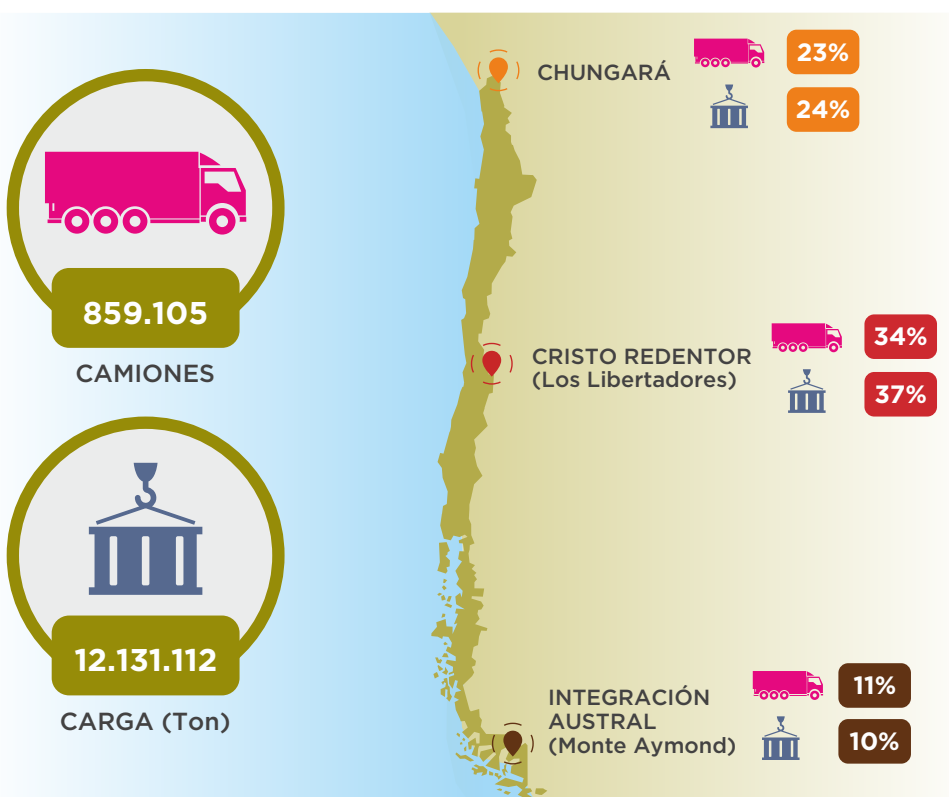 859.105
CAMIONES
12.131.112
CARGA (Ton)
CHUNGARÁ
23%
24%
CRISTO REDENTOR
(Los Libertadores)
34%
37%
INTEGRACIÓN
AUSTRAL
(Monte Aymond)
11%
10%